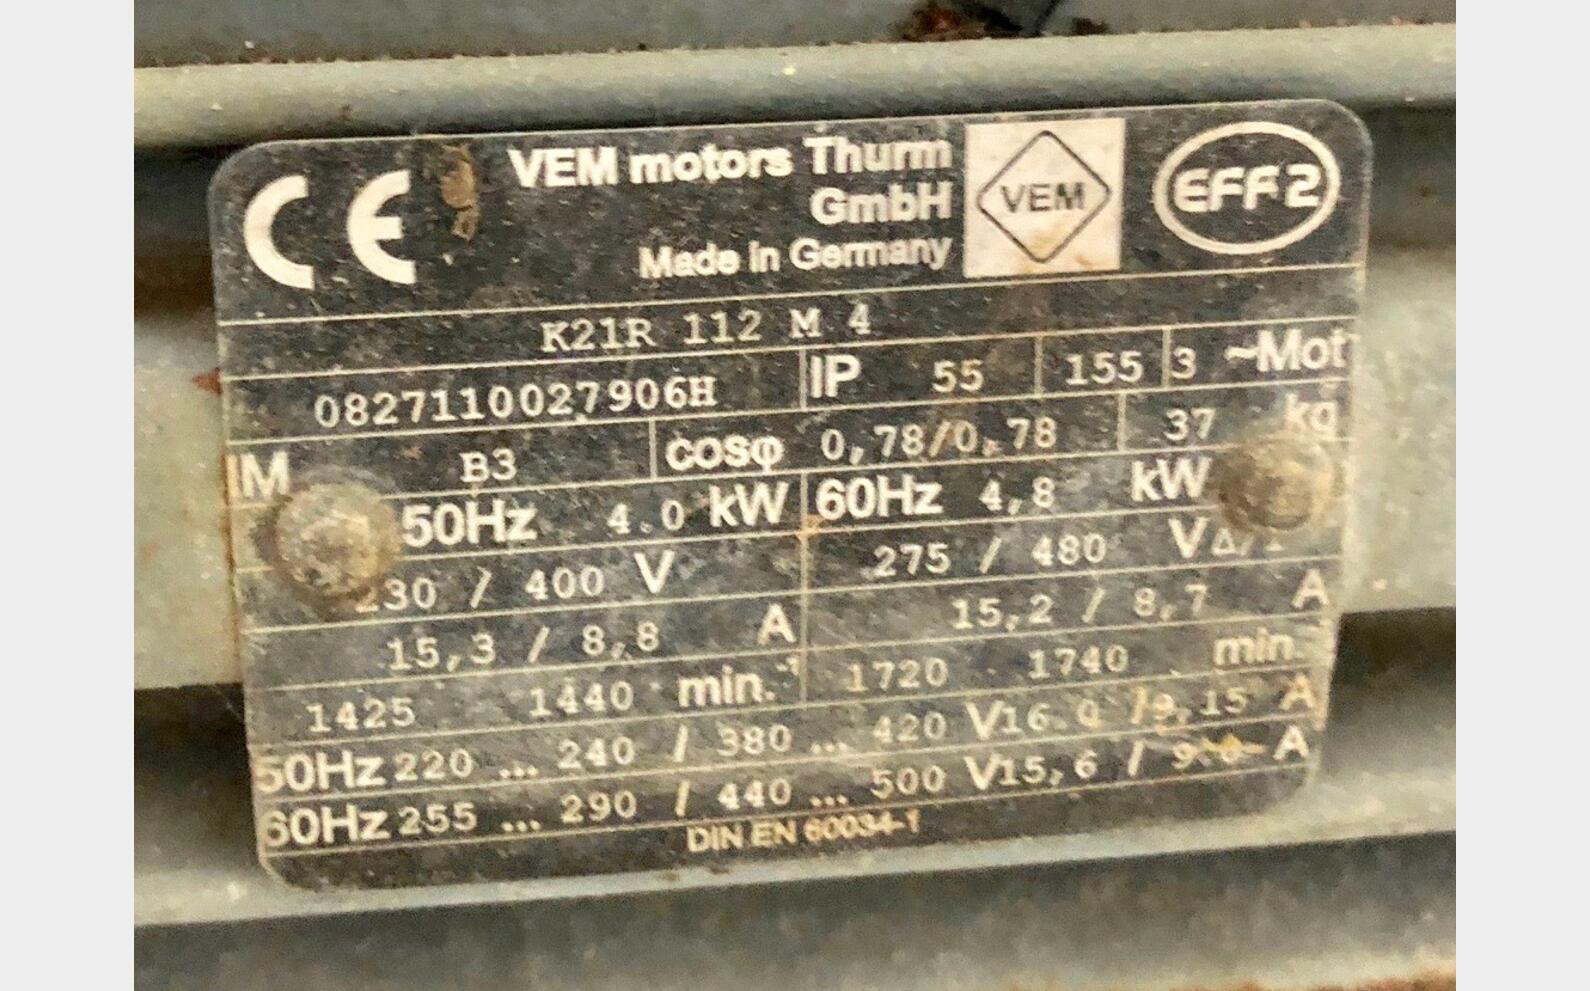 CE
VEM motors Thurm
GmbH
Made in Germany
VEM
EFF2
K21R 112 M 4
0827110027906H IP 55 155 3 ~Mot
IM B3 cosφ 0,78/0,78 37 kg
50Hz 4.0 kW 60Hz 4,8 kW
/ 400 V 275 / 480 V
15,3 / 8,8 A 15,2 / 8,7 A
1425 1440 min.⁻¹ 1720 1740 min.
50Hz 220 ... 240 / 380 ... 420 V 16.0 /9,15 A
60Hz 255 ... 290 / 440 ... 500 V 15,6 / A
DIN EN 60034-1